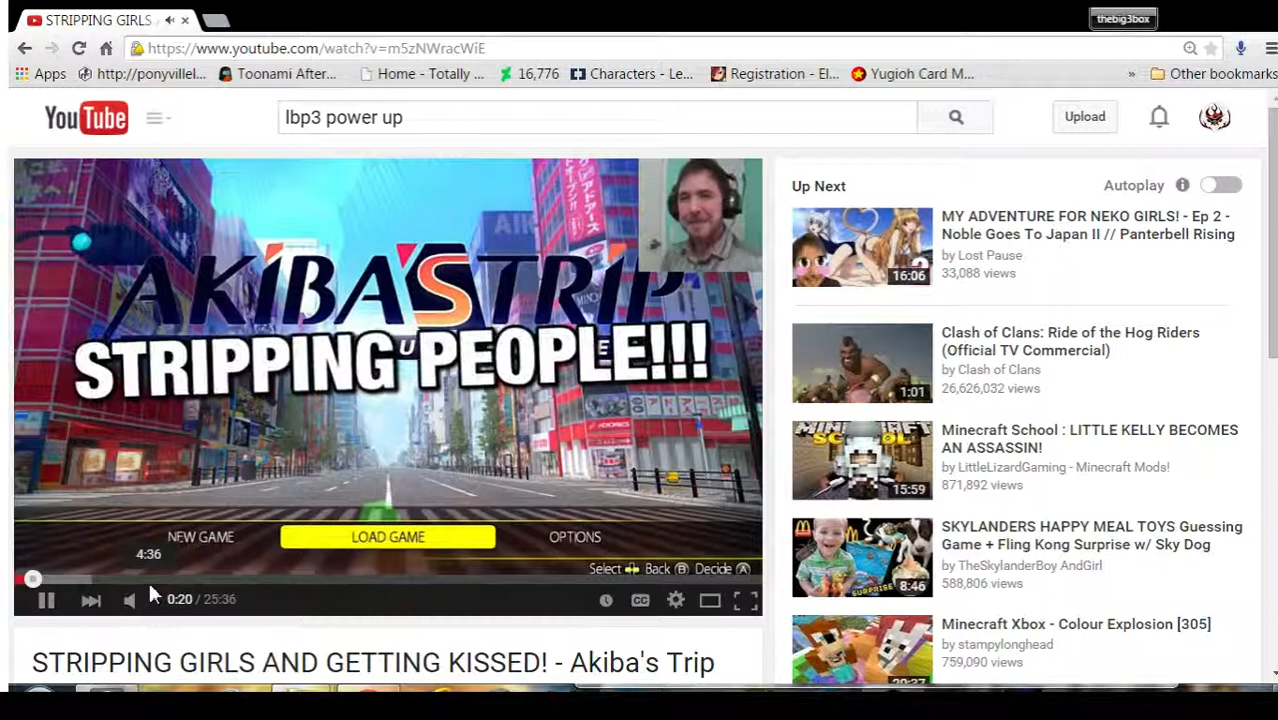 thebig3box
STRIPPING GIRLS
https://www.youtube.com/watch?v=m5zNWracWiE
Apps http://ponyvillel... Toonami After... Home - Totally ... 16,776 Characters - Le... Registration - El... Yugioh Card M... » Other bookmarks
YouTube lbp3 power up Upload
AKIBA'S TRIP
STRIPPING PEOPLE!!!
NEW GAME LOAD GAME OPTIONS
4:36
Select Back B Decide A
0:20 / 25:36 CC
STRIPPING GIRLS AND GETTING KISSED! - Akiba's Trip
Up Next Autoplay
MY ADVENTURE FOR NEKO GIRLS! - Ep 2 -
Noble Goes To Japan II // Panterbell Rising
by Lost Pause
33,088 views
16:06
Clash of Clans: Ride of the Hog Riders
(Official TV Commercial)
by Clash of Clans
26,626,032 views
1:01
Minecraft School : LITTLE KELLY BECOMES
AN ASSASSIN!
by LittleLizardGaming - Minecraft Mods!
871,892 views
15:59
SKYLANDERS HAPPY MEAL TOYS Guessing
Game + Fling Kong Surprise w/ Sky Dog
by TheSkylanderBoy AndGirl
588,806 views
SURPRISE
8:46
Minecraft Xbox - Colour Explosion [305]
by stampylonghead
759,090 views